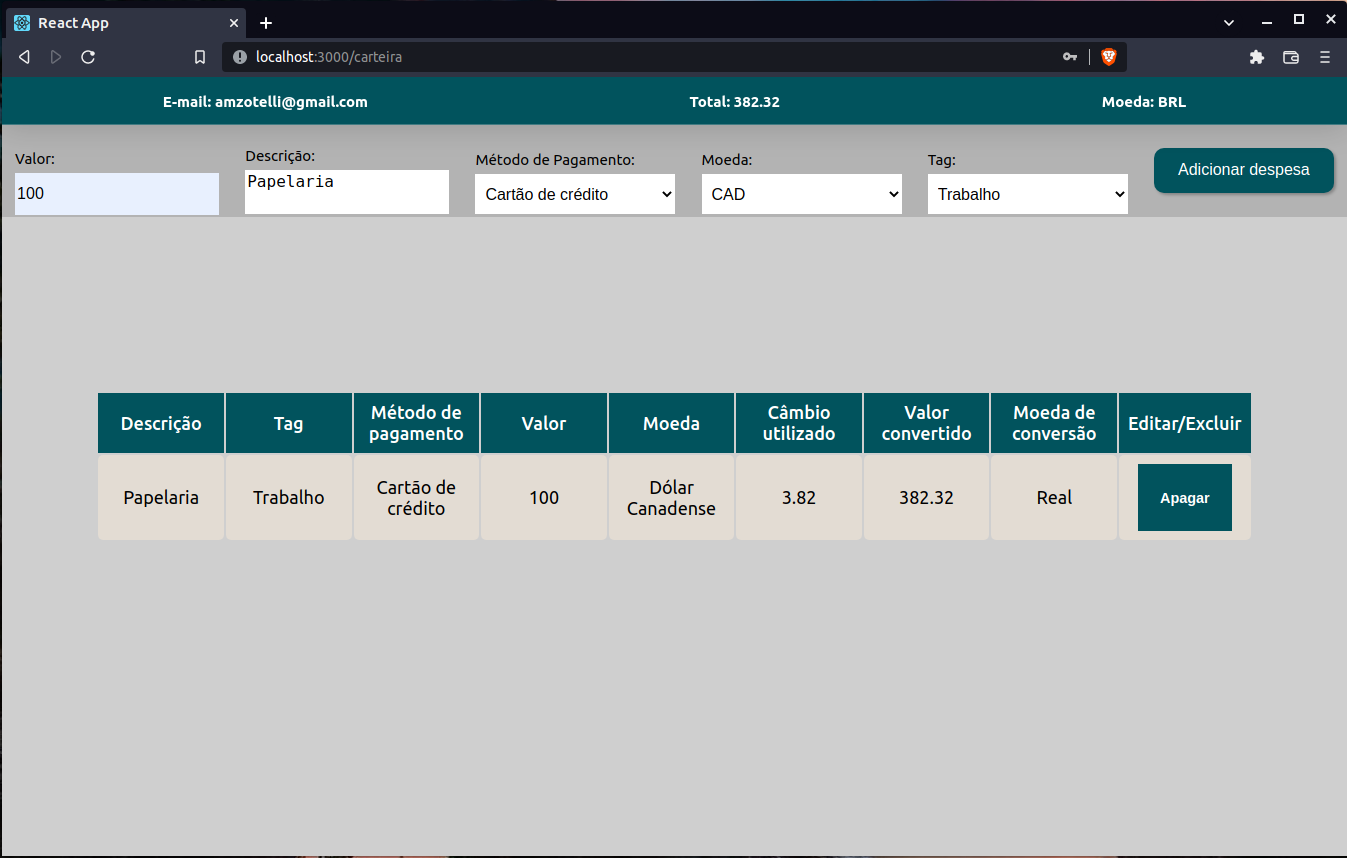 React App
localhost:3000/carteira
E-mail: amzotelli@gmail.com Total: 382.32 Moeda: BRL
Valor: Descrição: Método de Pagamento: Moeda: Tag:
100 Papelaria Cartão de crédito CAD Trabalho Adicionar despesa
Descrição Tag Método de pagamento Valor Moeda Câmbio utilizado Valor convertido Moeda de conversão Editar/Excluir
Papelaria Trabalho Cartão de crédito 100 Dólar Canadense 3.82 382.32 Real Apagar